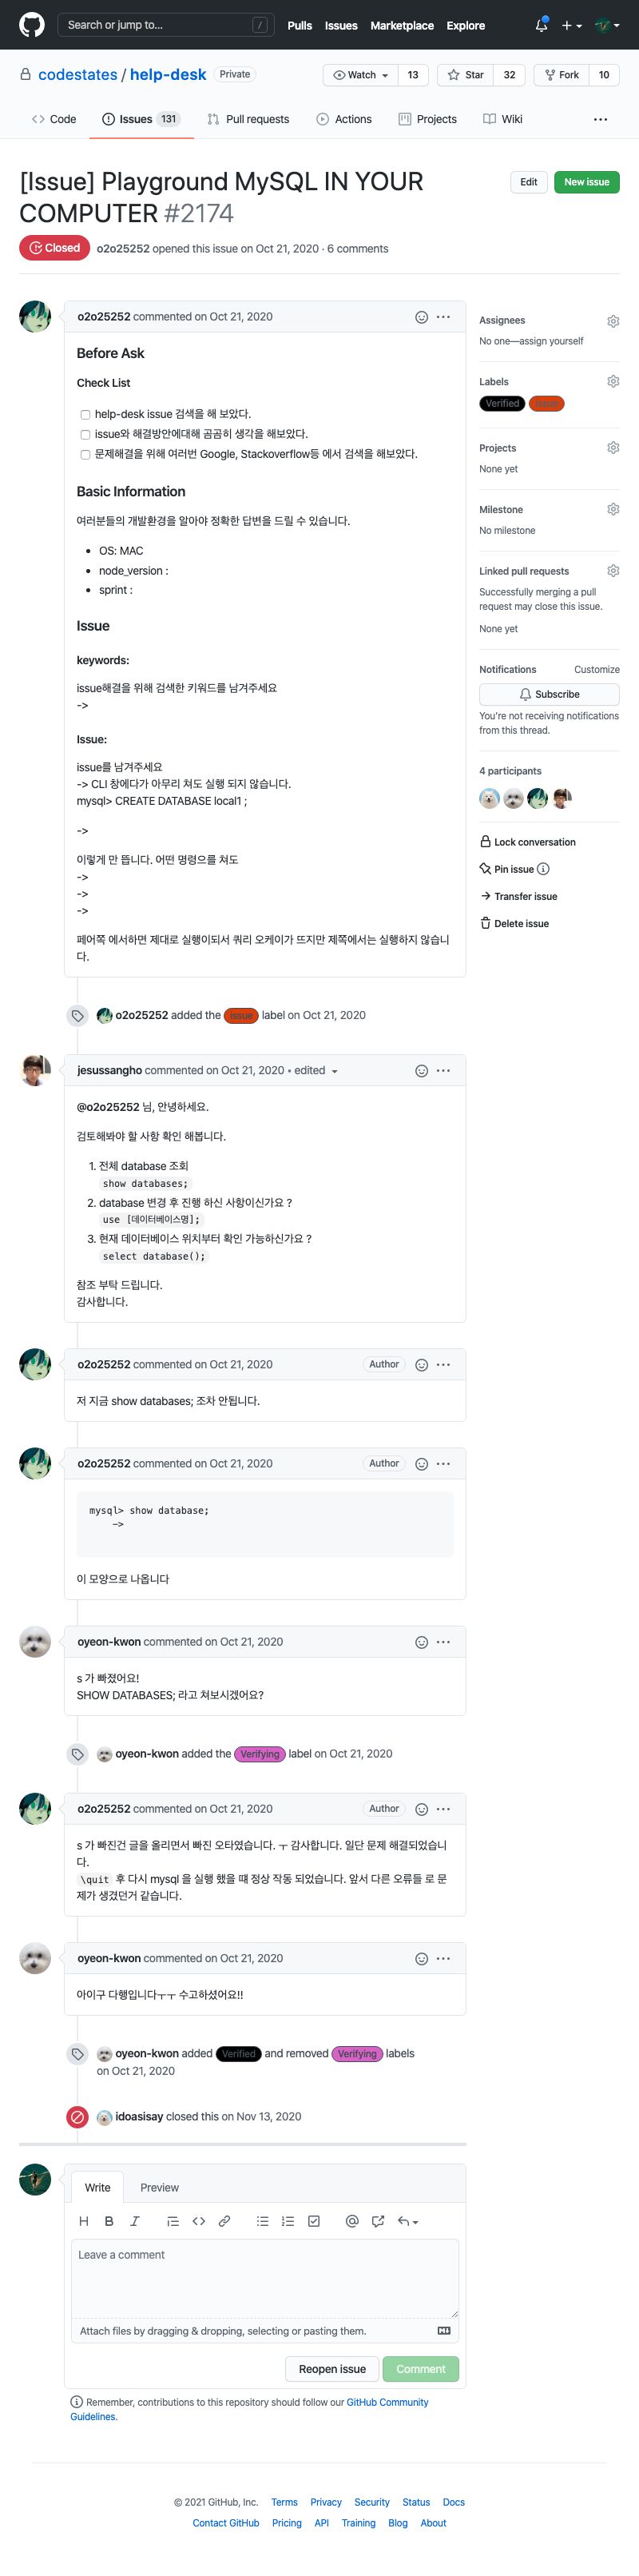 Search or jump to...
/
Pulls Issues Marketplace Explore
codestates / help-desk Private
Watch 13 Star 32 Fork 10
Code Issues 131 Pull requests Actions Projects Wiki
[Issue] Playground MySQL IN YOUR
COMPUTER #2174
Edit New issue
Closed o2o25252 opened this issue on Oct 21, 2020 · 6 comments
o2o25252 commented on Oct 21, 2020
Before Ask
Check List
help-desk issue 검색을 해 보았다.
issue와 해결방안에대해 곰곰히 생각을 해보았다.
문제해결을 위해 여러번 Google, Stackoverflow등 에서 검색을 해보았다.
Basic Information
여러분들의 개발환경을 알아야 정확한 답변을 드릴 수 있습니다.
• OS: MAC
• node_version :
• sprint :
Issue
keywords:
issue해결을 위해 검색한 키워드를 남겨주세요
->
Issue:
issue를 남겨주세요
-> CLI 창에다가 아무리 쳐도 실행 되지 않습니다.
mysql> CREATE DATABASE local1 ;
->
이렇게 만 뜹니다. 어떤 명령으를 쳐도
->
->
->
페어쪽 에서하면 제대로 실행이되서 쿼리 오케이가 뜨지만 제쪽에서는 실행하지 않습니
다.
Assignees
No one—assign yourself
Labels
Verified Issue
Projects
None yet
Milestone
No milestone
Linked pull requests
Successfully merging a pull
request may close this issue.
None yet
Notifications Customize
Subscribe
You're not receiving notifications
from this thread.
4 participants
Lock conversation
Pin issue
Transfer issue
Delete issue
o2o25252 added the Issue label on Oct 21, 2020
jesussangho commented on Oct 21, 2020 • edited
@o2o25252 님, 안녕하세요.
검토해봐야 할 사항 확인 해봅니다.
1. 전체 database 조회
show databases;
2. database 변경 후 진행 하신 사항이신가요 ?
use [데이터베이스명];
3. 현재 데이터베이스 위치부터 확인 가능하신가요 ?
select database();
참조 부탁 드립니다.
감사합니다.
o2o25252 commented on Oct 21, 2020 Author
저 지금 show databases; 조차 안됩니다.
o2o25252 commented on Oct 21, 2020 Author
mysql> show database;
->
이 모양으로 나옵니다
oyeon-kwon commented on Oct 21, 2020
s 가 빠졌어요!
SHOW DATABASES; 라고 쳐보시겠어요?
oyeon-kwon added the Verifying label on Oct 21, 2020
o2o25252 commented on Oct 21, 2020 Author
s 가 빠진건 글을 올리면서 빠진 오타였습니다. ㅜ 감사합니다. 일단 문제 해결되었습니
다.
\quit 후 다시 mysql 을 실행 했을 떄 정상 작동 되었습니다. 앞서 다른 오류들 로 문
제가 생겼던거 같습니다.
oyeon-kwon commented on Oct 21, 2020
아이구 다행입니다ㅜㅜ 수고하셨어요!!
oyeon-kwon added Verified and removed Verifying labels
on Oct 21, 2020
idoasisay closed this on Nov 13, 2020
Write Preview
Leave a comment
Attach files by dragging & dropping, selecting or pasting them.
Reopen issue Comment
Remember, contributions to this repository should follow our GitHub Community
Guidelines.
© 2021 GitHub, Inc. Terms Privacy Security Status Docs
Contact GitHub Pricing API Training Blog About